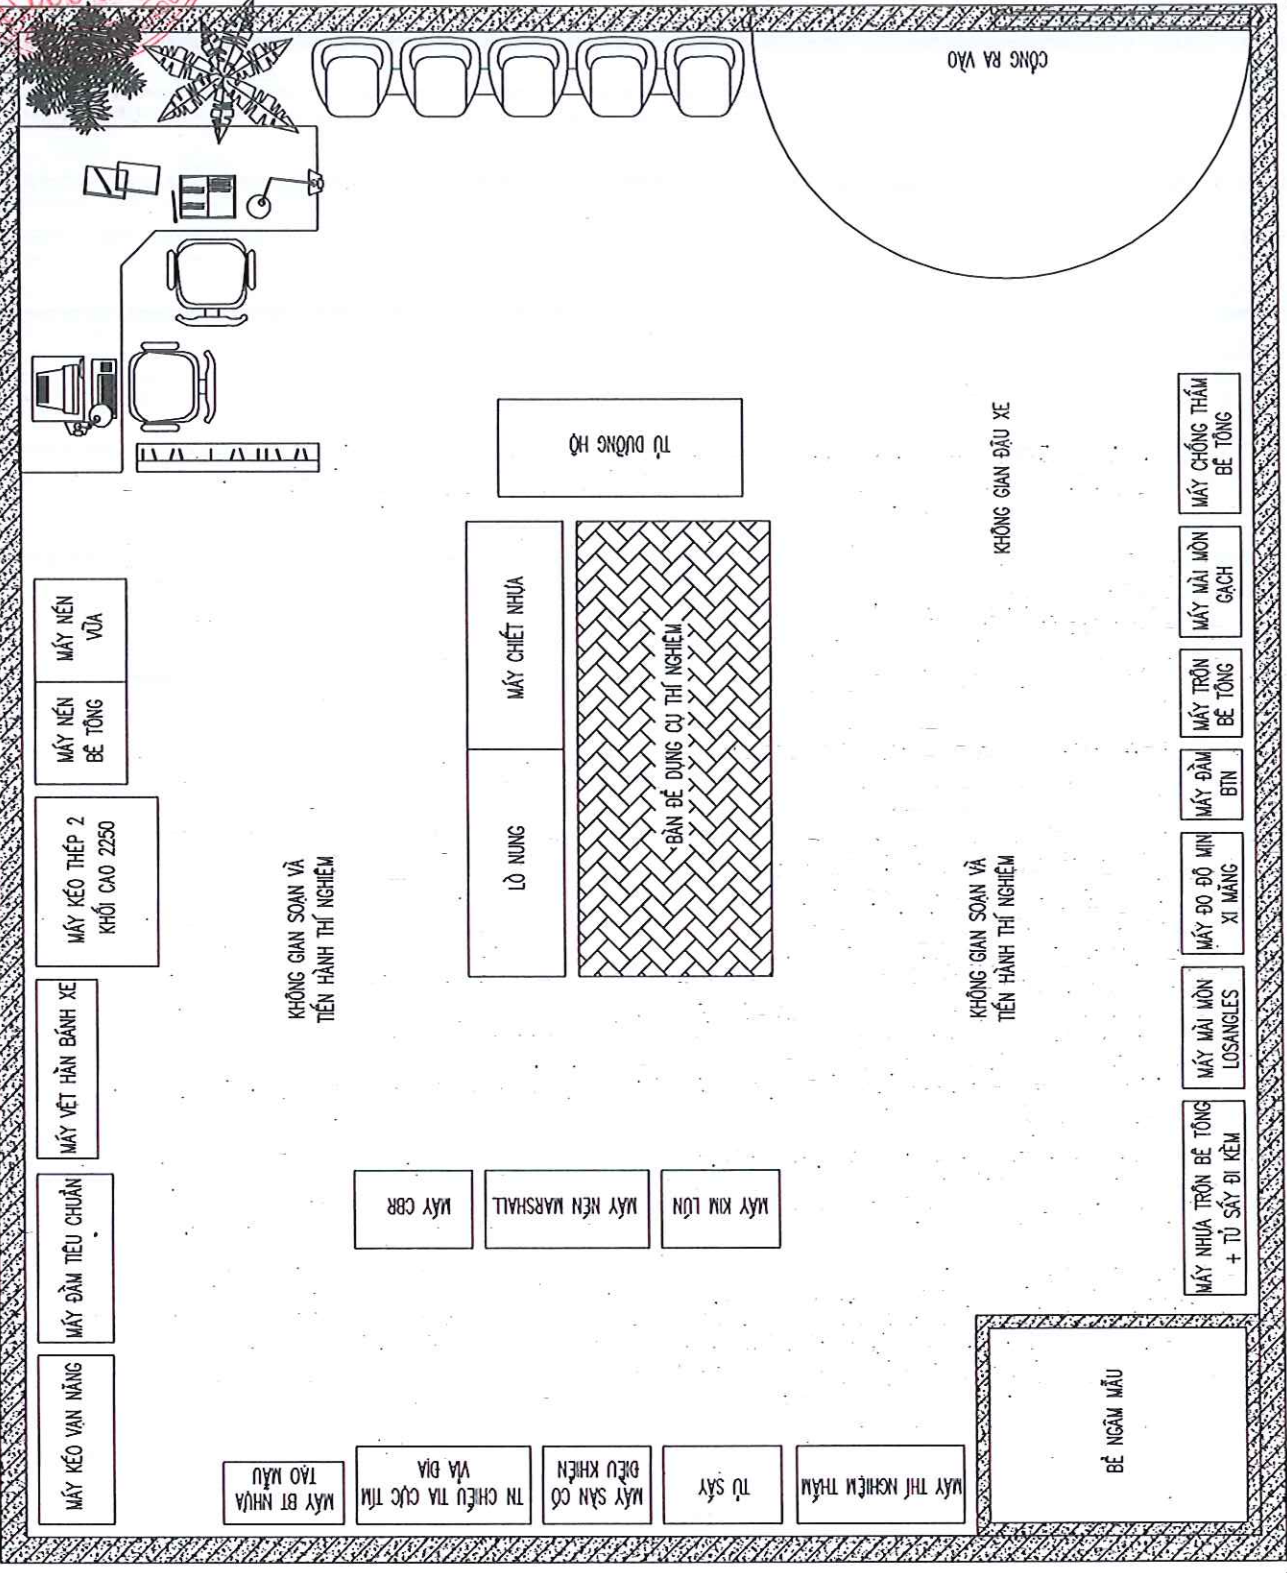 CỔNG RA VÀO
TỦ DƯỠNG HỘ
KHÔNG GIAN ĐẬU XE
MÁY CHỐNG THẤM
BÊ TÔNG
MÁY MÀI MÒN
GẠCH
MÁY TRỘN
BÊ TÔNG
MÁY ĐẦM
BTN
MÁY ĐO ĐỘ MỊN
XI MĂNG
MÁY MÀI MÒN
LOSANGLES
MÁY NHỰA TRỘN BÊ TÔNG
+ TỦ SẤY ĐI KÈM
MÁY NÉN
VỮA
MÁY NÉN
BÊ TÔNG
MÁY KÉO THÉP 2
KHỐI CAO 2250
MÁY VỆT HẰN BÁNH XE
MÁY ĐẦM TIÊU CHUẨN
MÁY KÉO VẠN NĂNG
MÁY CHIẾT NHỰA
LÒ NUNG
BÀN ĐỂ DỤNG CỤ THÍ NGHIỆM
KHÔNG GIAN SOẠN VÀ
TIẾN HÀNH THÍ NGHIỆM
KHÔNG GIAN SOẠN VÀ
TIẾN HÀNH THÍ NGHIỆM
MÁY CBR
MÁY NÉN MARSHALL
MÁY KIM LÚN
MÁY BT NHỰA
TẠO MẪU
TN CHIẾU TIA CỰC TÍM
VỈA ĐỊA
MÁY SÀN CÓ
ĐIỀU KHIỂN
TỦ SẤY
MÁY THÍ NGHIỆM THẤM
BỂ NGÂM MẪU